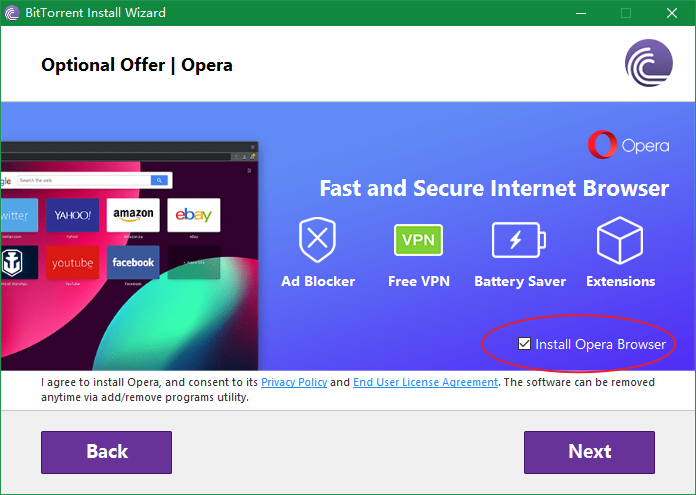 BitTorrent Install Wizard
Optional Offer | Opera
Opera
Fast and Secure Internet Browser
Search the web
YAHOO!
amazon
ebay
youtube
facebook
VPN
Ad Blocker
Free VPN
Battery Saver
Extensions
Install Opera Browser
I agree to install Opera, and consent to its Privacy Policy and End User License Agreement. The software can be removed
anytime via add/remove programs utility.
Back
Next